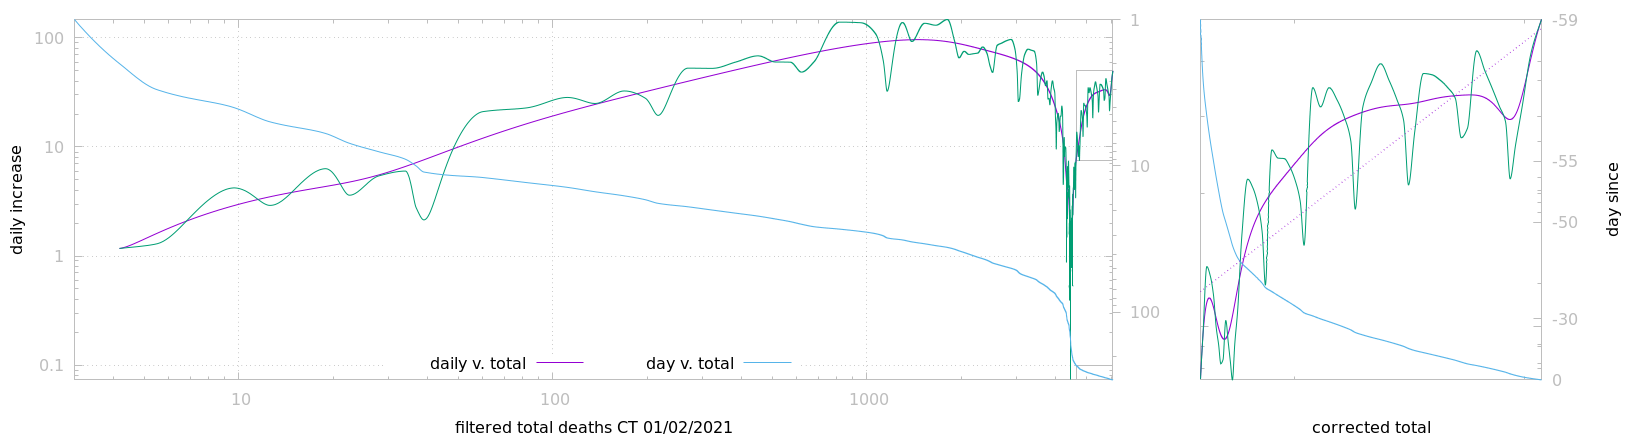 daily increase
100
10
1
0.1
10
100
1000
filtered total deaths CT 01/02/2021
daily v. total
day v. total
1
10
100
-59
-55
-50
-30
0
day since
corrected total